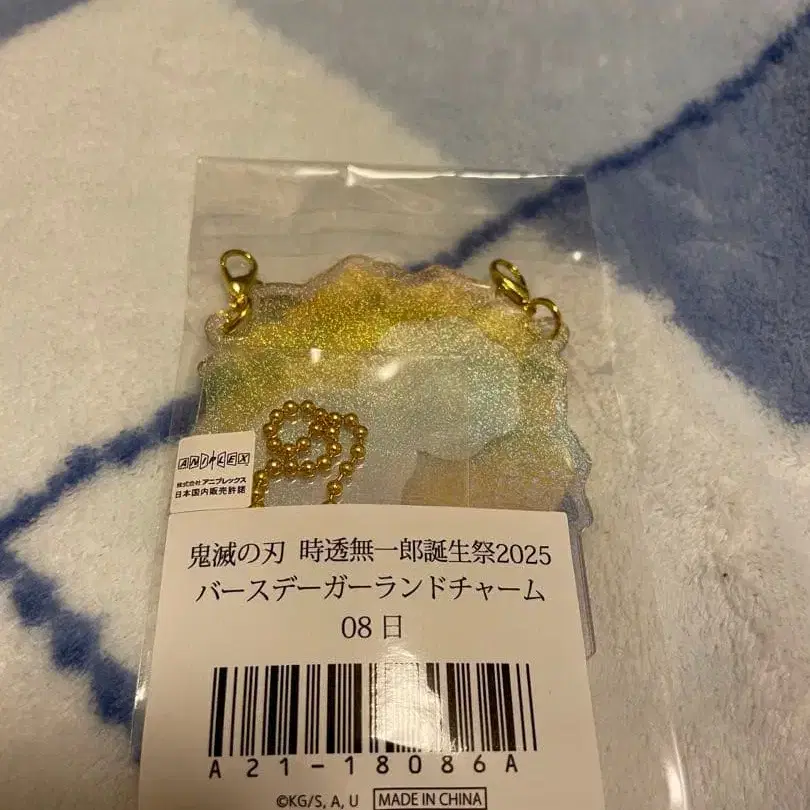 ANIPLEX
株式会社 アニプレックス
日本国内販売許諾
鬼滅の刃 時透無一郎誕生祭2025
バースデーガーランドチャーム
08 日
A21-18086A
©KG/S, A, U MADE IN CHINA